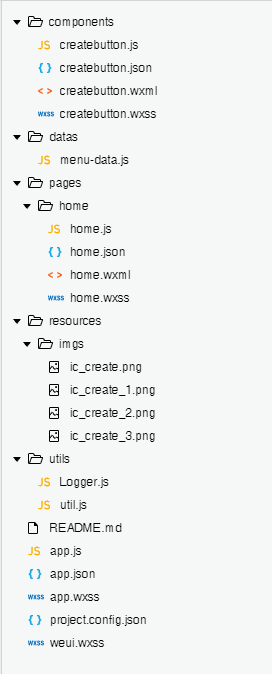 components
JS createbutton.js
{ } createbutton.json
< > createbutton.wxml
wxss createbutton.wxss
datas
JS menu-data.js
pages
home
JS home.js
{ } home.json
< > home.wxml
wxss home.wxss
resources
imgs
ic_create.png
ic_create_1.png
ic_create_2.png
ic_create_3.png
utils
JS Logger.js
JS util.js
README.md
JS app.js
{ } app.json
wxss app.wxss
{ } project.config.json
wxss weui.wxss